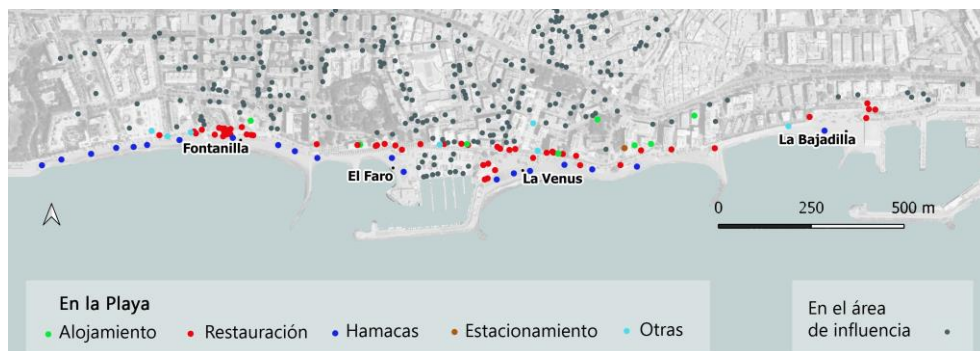 Fontanilla
El Faro
La Venus
La Bajadilla
0 250 500 m
En la Playa
Alojamiento
Restauración
Hamacas
Estacionamiento
Otras
En el área
de influencia